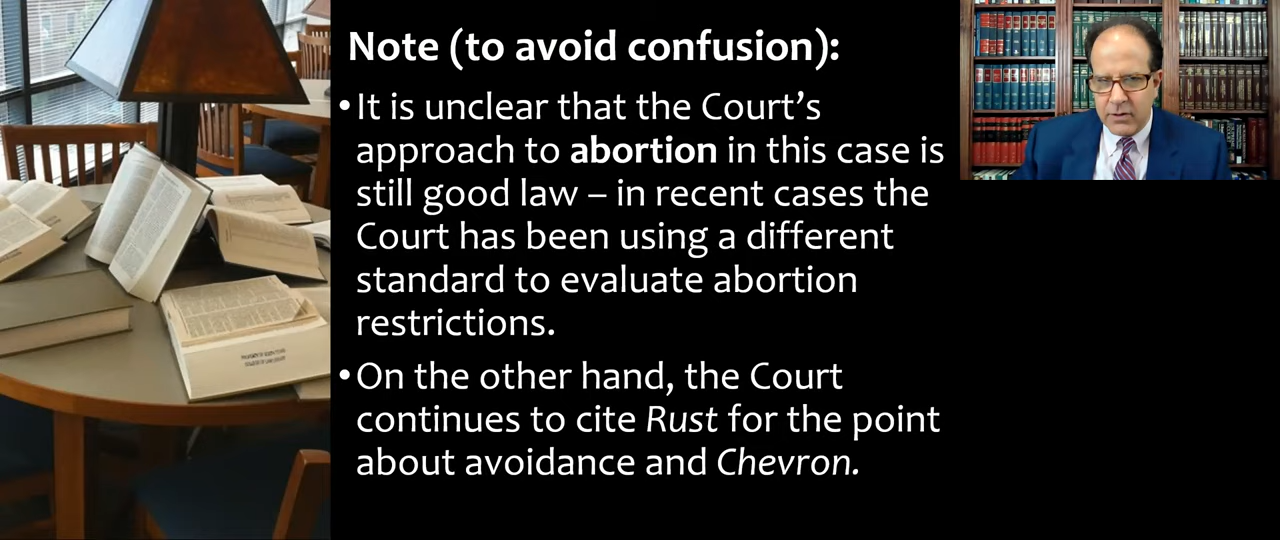 Note (to avoid confusion):
•It is unclear that the Court’s
approach to abortion in this case is
still good law – in recent cases the
Court has been using a different
standard to evaluate abortion
restrictions.
•On the other hand, the Court
continues to cite Rust for the point
about avoidance and Chevron.